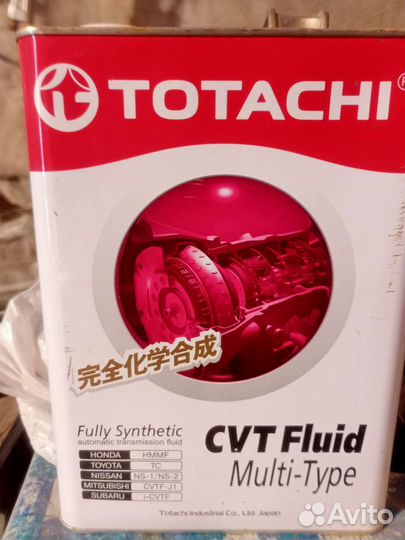 TOTACHI
完全化学合成
Fully Synthetic
automatic transmission fluid
HONDA HMMF
TOYOTA TC
NISSAN NS-1/NS-2
MITSUBISHI CVTF-J1
SUBARU i-CVTF
CVT Fluid
Multi-Type
Totachi Industrial Co., Ltd. Japan
Avito